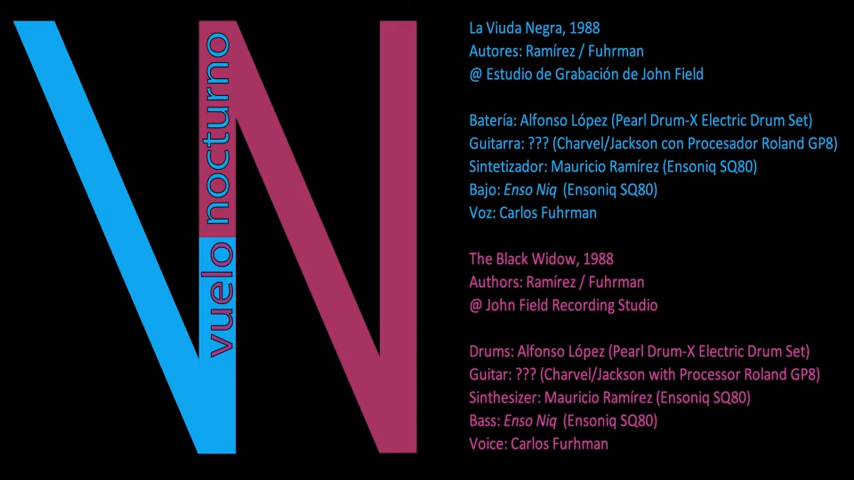 vuelo nocturno
La Viuda Negra, 1988
Autores: Ramírez / Fuhrman
@ Estudio de Grabación de John Field
Batería: Alfonso López (Pearl Drum-X Electric Drum Set)
Guitarra: ??? (Charvel/Jackson con Procesador Roland GP8)
Sintetizador: Mauricio Ramírez (Ensoniq SQ80)
Bajo: Enso Niq (Ensoniq SQ80)
Voz: Carlos Fuhrman
The Black Widow, 1988
Authors: Ramírez / Fuhrman
@ John Field Recording Studio
Drums: Alfonso López (Pearl Drum-X Electric Drum Set)
Guitar: ??? (Charvel/Jackson with Processor Roland GP8)
Sinthesizer: Mauricio Ramírez (Ensoniq SQ80)
Bass: Enso Niq (Ensoniq SQ80)
Voice: Carlos Furhman